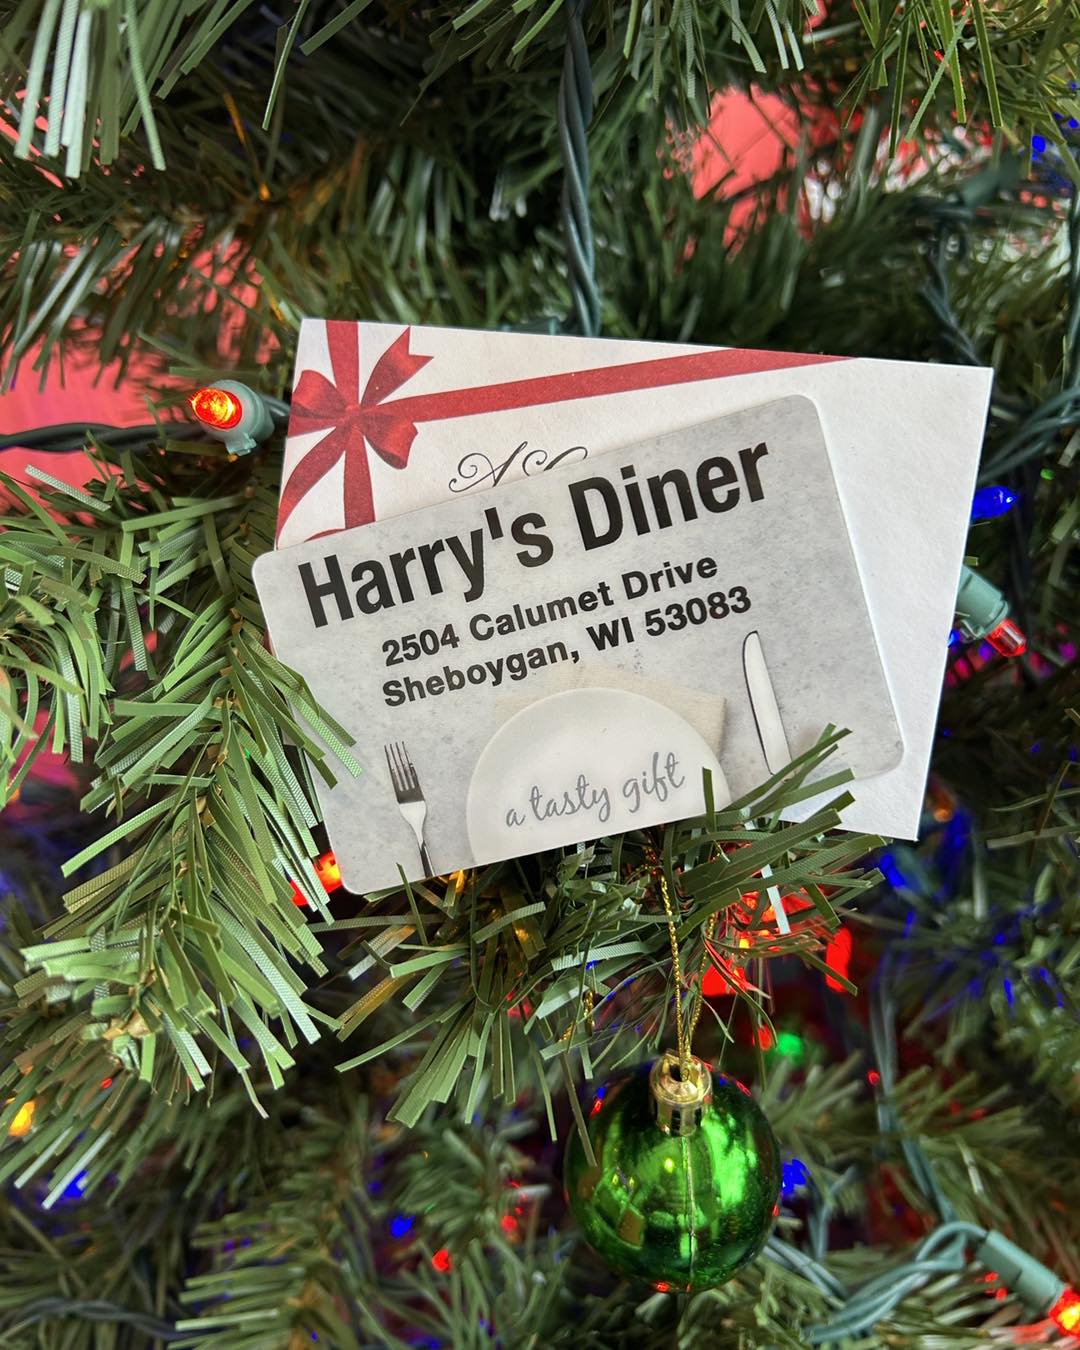 Harry's Diner
2504 Calumet Drive
Sheboygan, WI 53083
a tasty gift